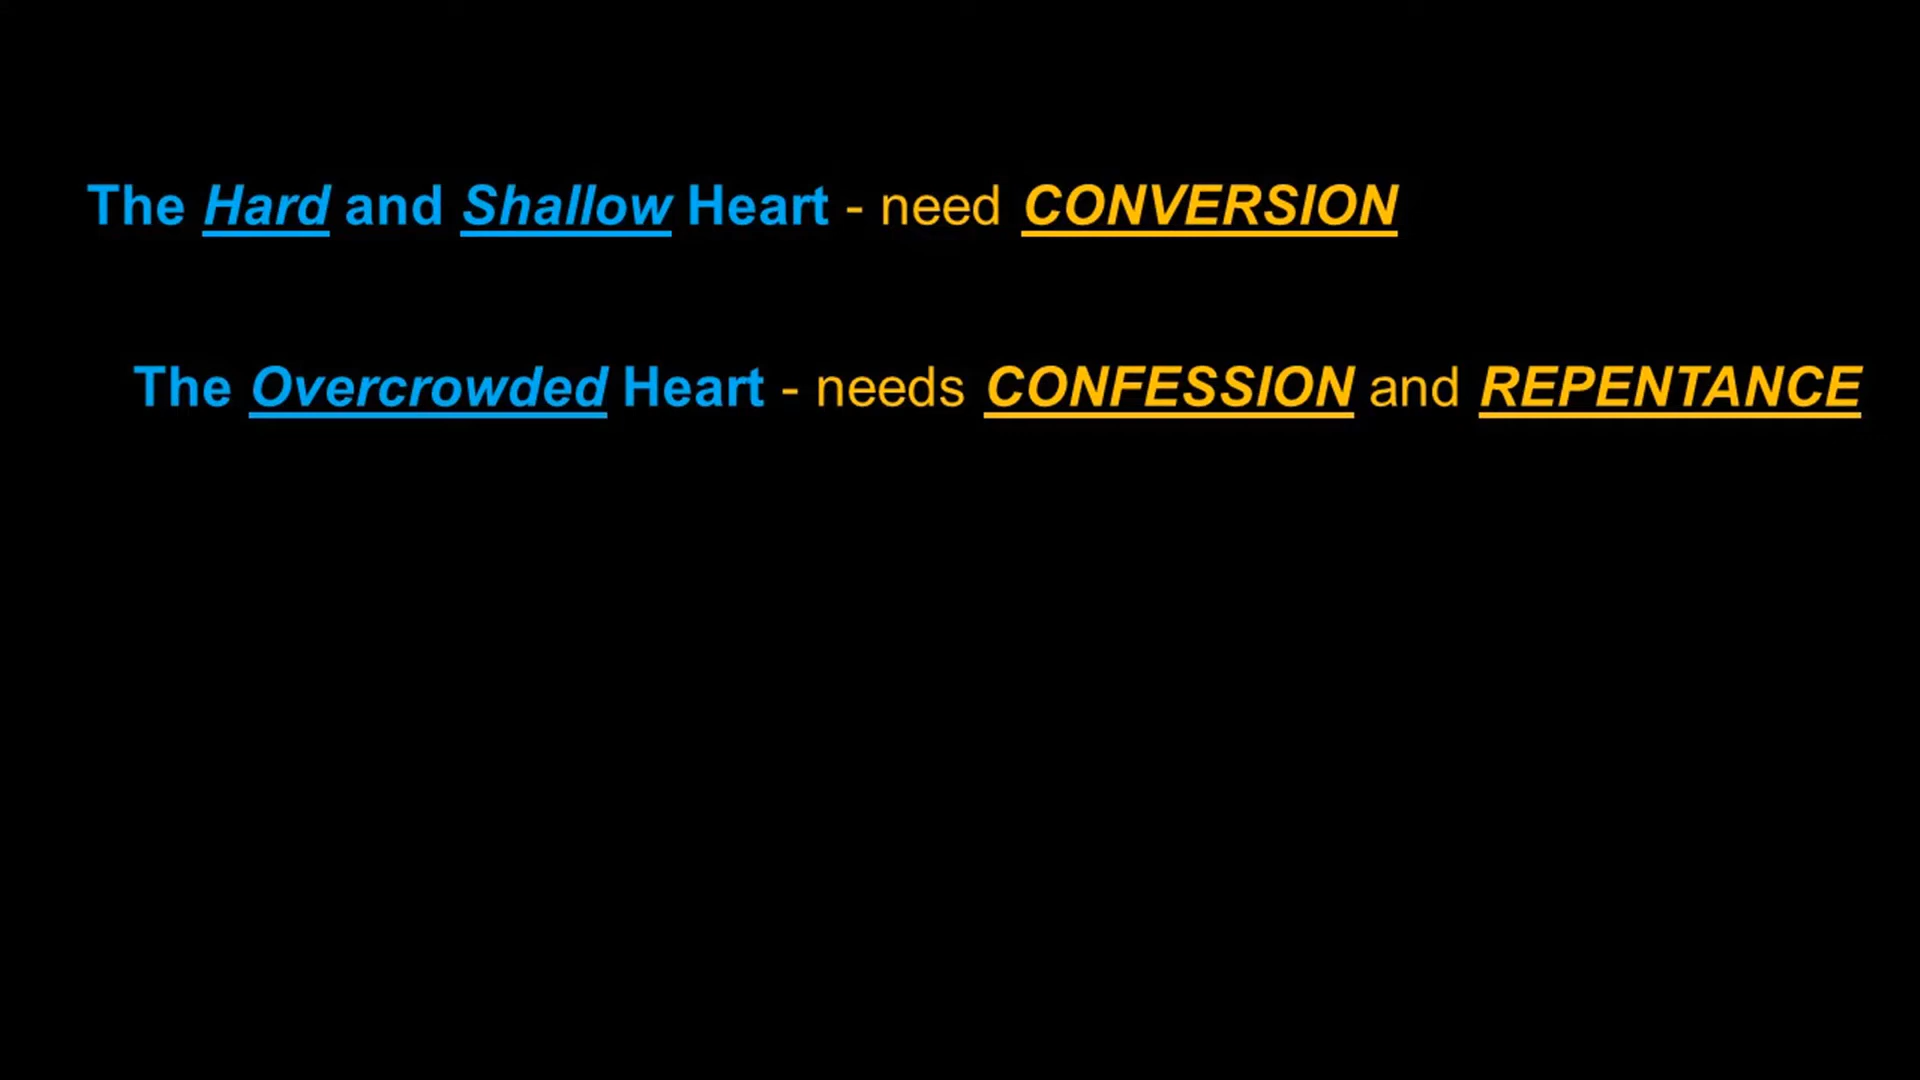 The Hard and Shallow Heart - need CONVERSION
The Overcrowded Heart - needs CONFESSION and REPENTANCE